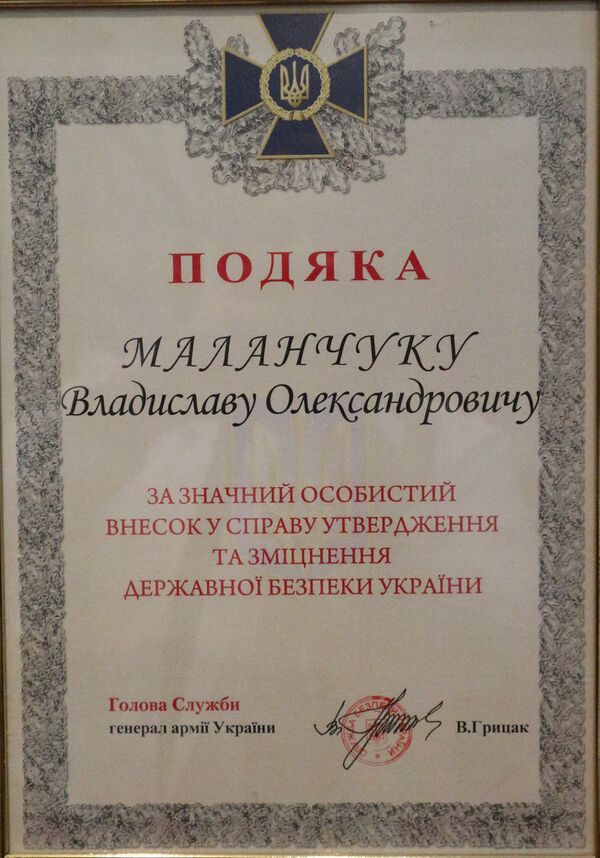 ПОДЯКА
МАЛАНЧУКУ
Владиславу Олександровичу
ЗА ЗНАЧНИЙ ОСОБИСТИЙ
ВНЕСОК У СПРАВУ УТВЕРДЖЕННЯ
ТА ЗМІЦНЕННЯ
ДЕРЖАВНОЇ БЕЗПЕКИ УКРАЇНИ
Голова Служби
генерал армії України
В.Грицак